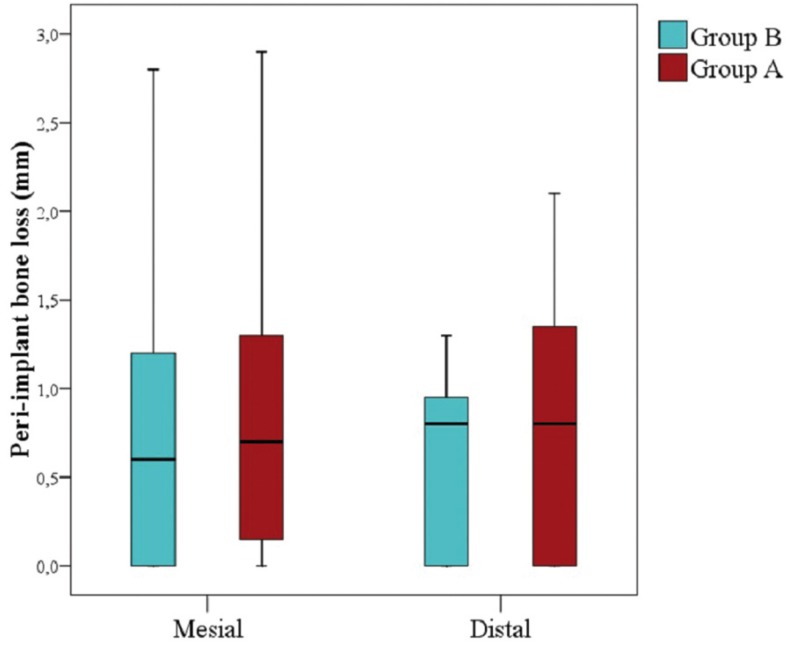 Group B
Group A
Peri-implant bone loss (mm)
3,0
2,5
2,0
1,5
1,0
0,5
0,0
Mesial
Distal